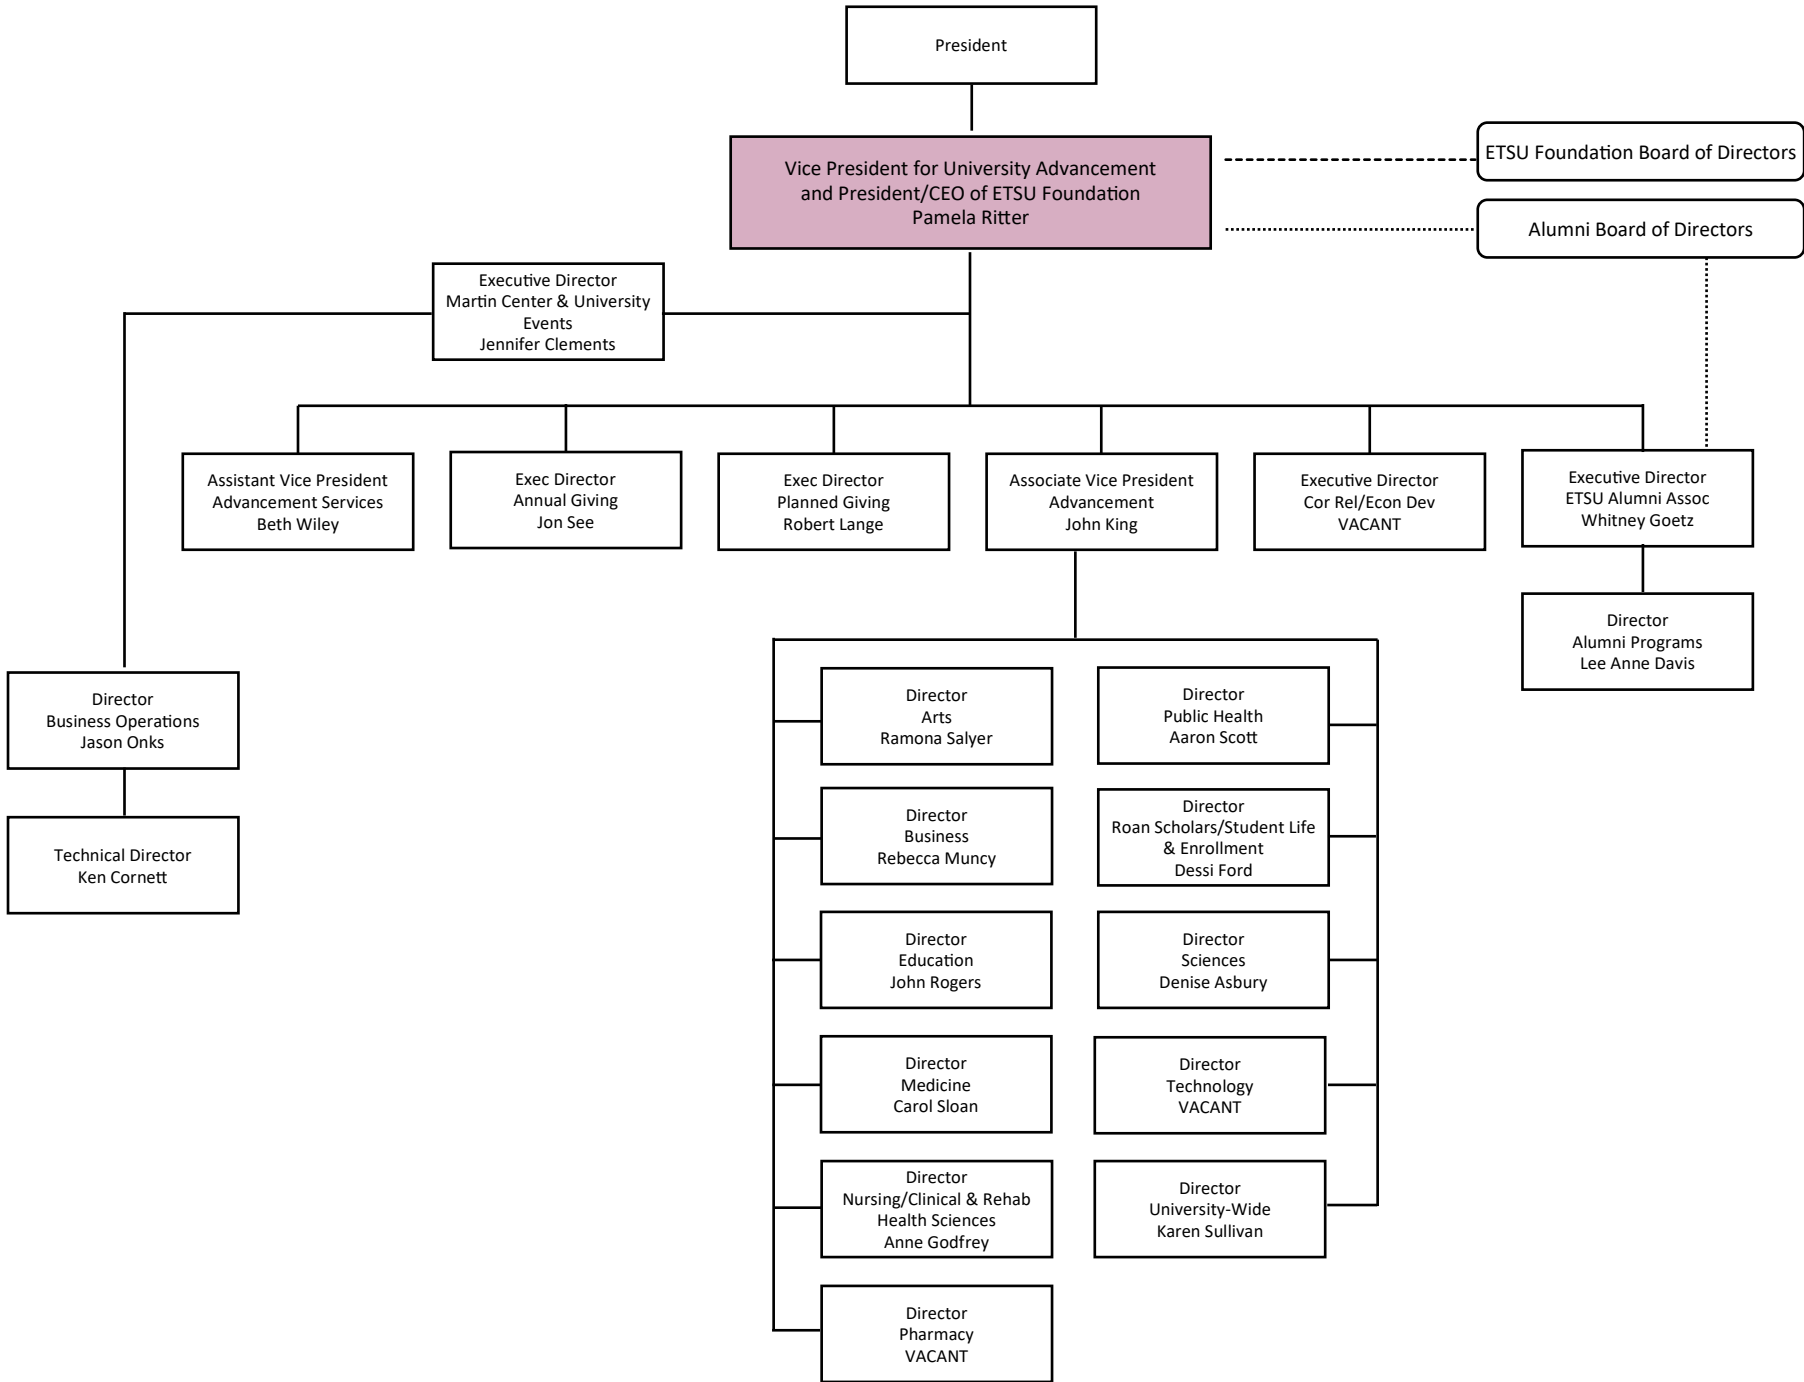 President
Vice President for University Advancement
and President/CEO of ETSU Foundation
Pamela Ritter
ETSU Foundation Board of Directors
Alumni Board of Directors
Executive Director
Martin Center & University
Events
Jennifer Clements
Assistant Vice President
Advancement Services
Beth Wiley
Exec Director
Annual Giving
Jon See
Exec Director
Planned Giving
Robert Lange
Associate Vice President
Advancement
John King
Executive Director
Cor Rel/Econ Dev
VACANT
Executive Director
ETSU Alumni Assoc
Whitney Goetz
Director
Alumni Programs
Lee Anne Davis
Director
Business Operations
Jason Onks
Technical Director
Ken Cornett
Director
Arts
Ramona Salyer
Director
Public Health
Aaron Scott
Director
Business
Rebecca Muncy
Director
Roan Scholars/Student Life
& Enrollment
Dessi Ford
Director
Education
John Rogers
Director
Sciences
Denise Asbury
Director
Medicine
Carol Sloan
Director
Technology
VACANT
Director
Nursing/Clinical & Rehab
Health Sciences
Anne Godfrey
Director
University-Wide
Karen Sullivan
Director
Pharmacy
VACANT